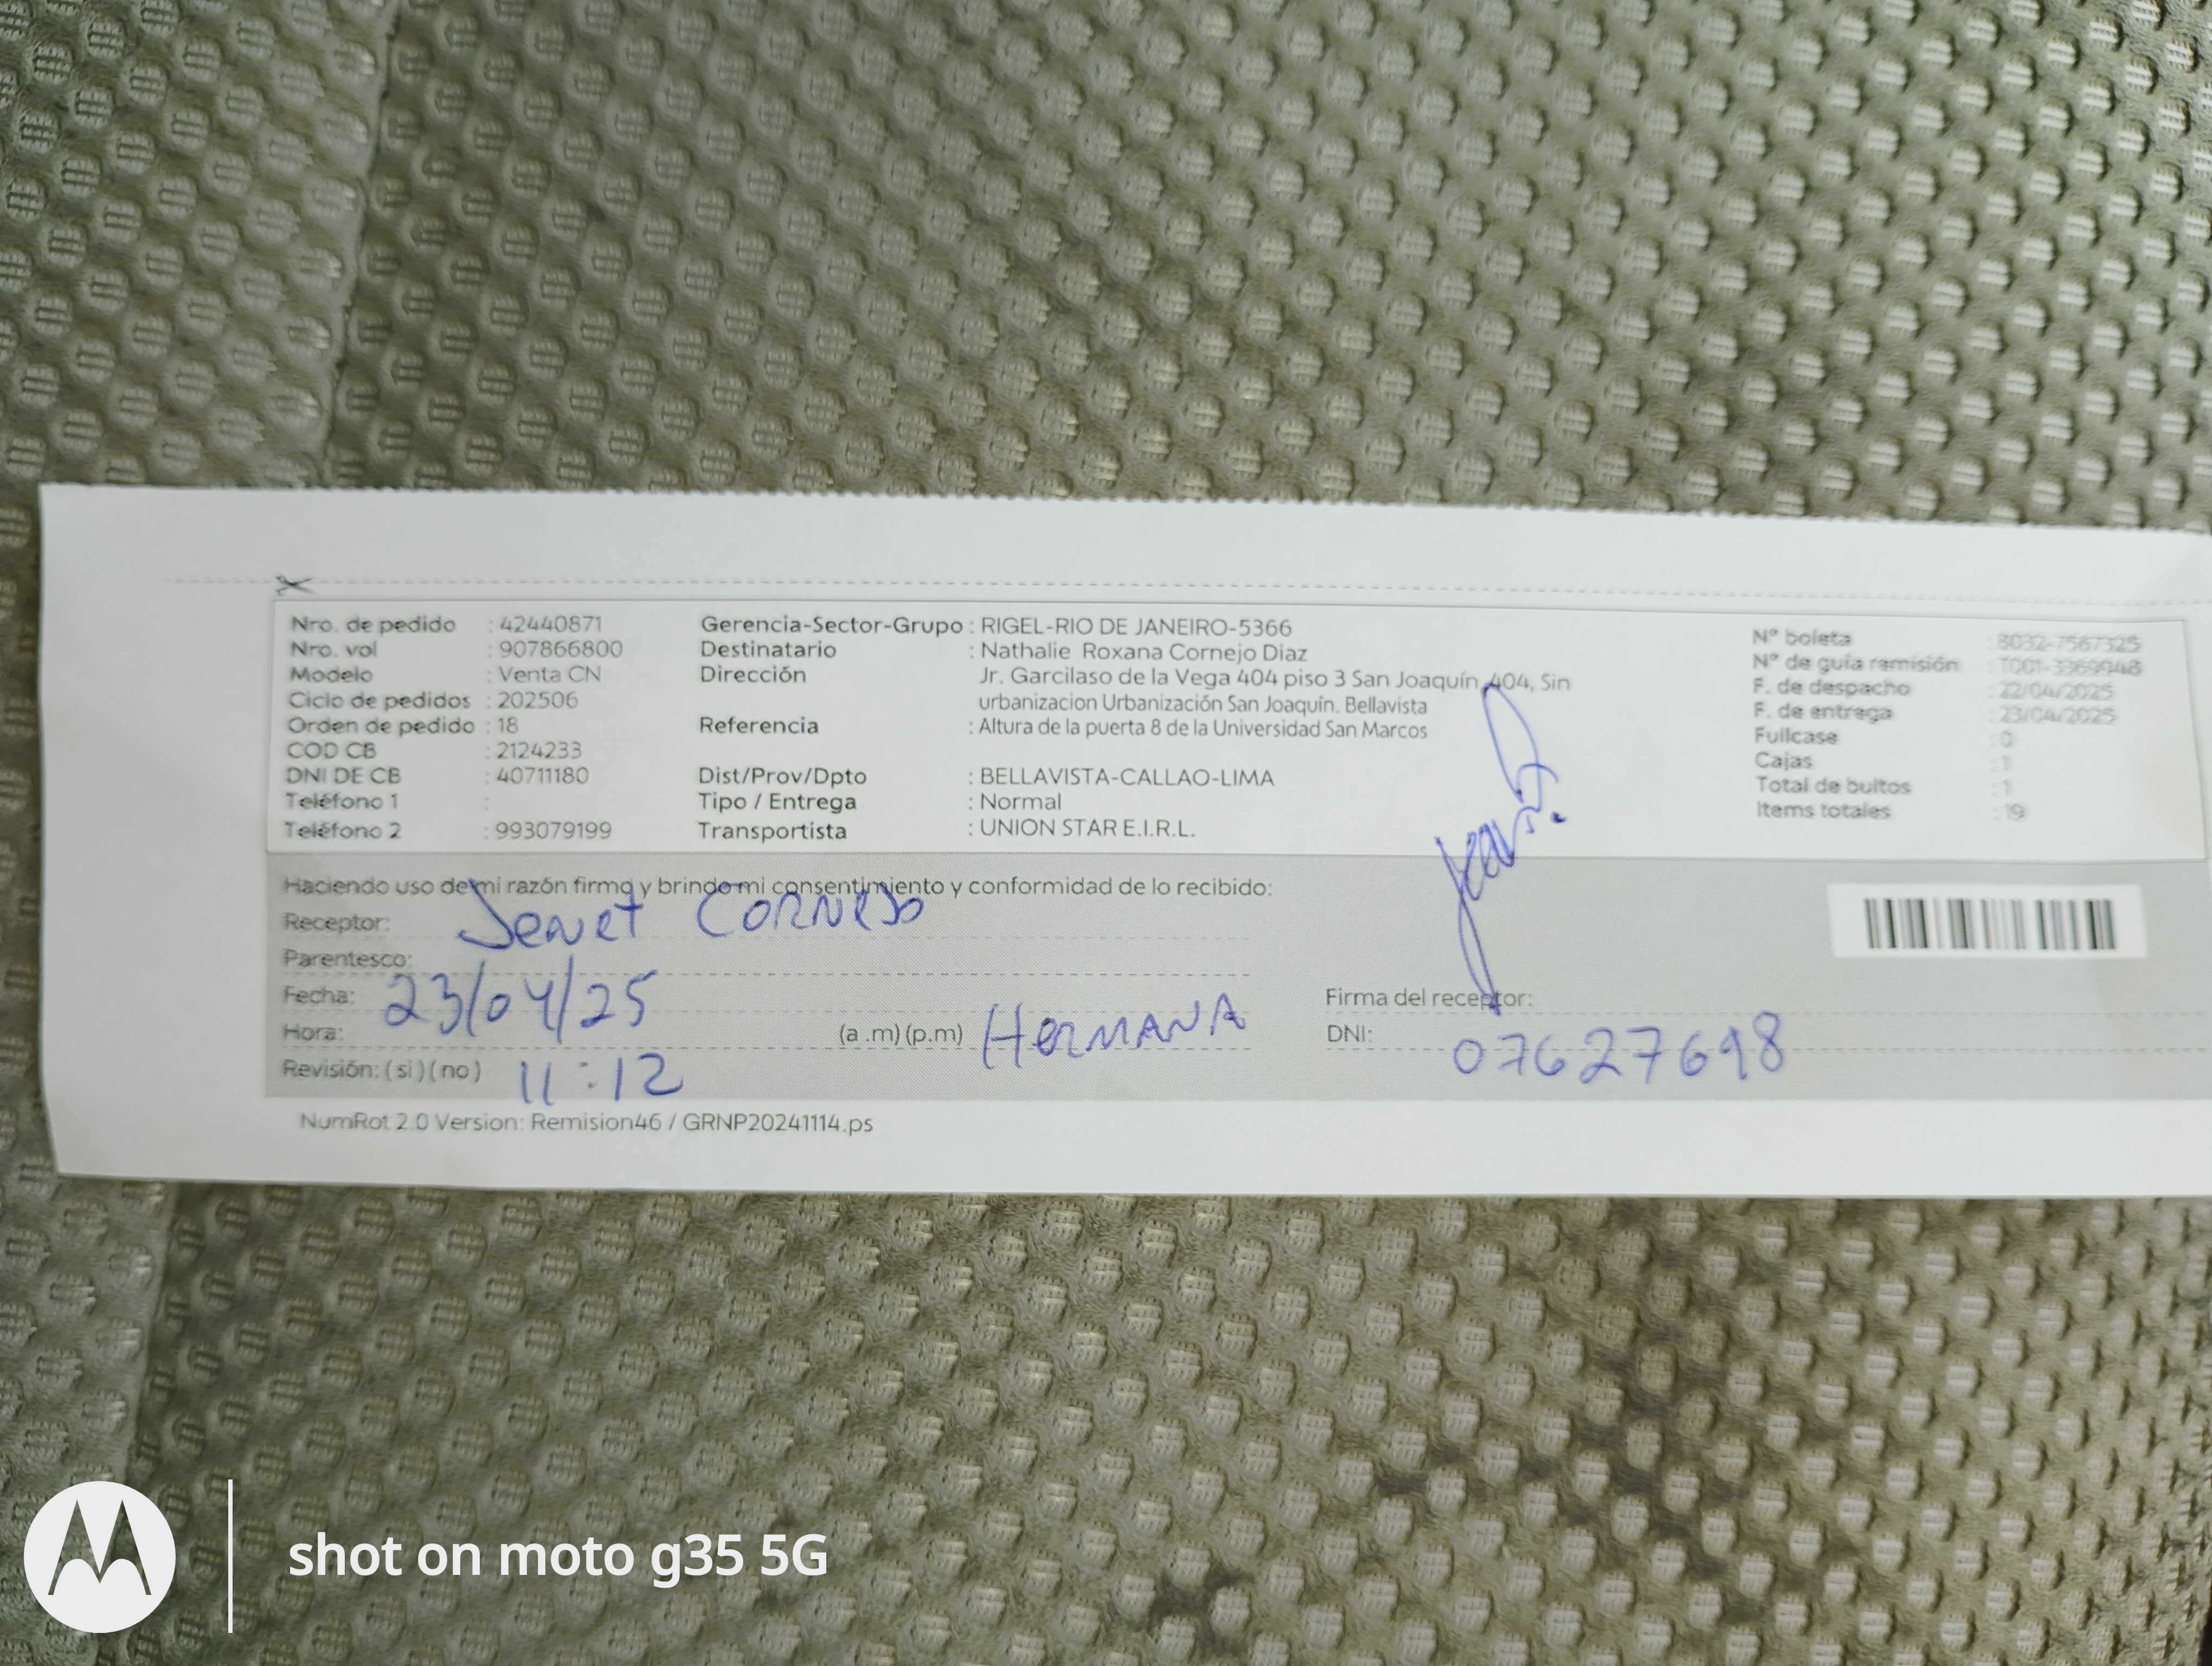 Nro. de pedido : 42440871 Gerencia-Sector-Grupo : RIGEL-RIO DE JANEIRO-5366 N° boleta : B032-7567325
Nro. vol : 907866800 Destinatario : Nathalie Roxana Cornejo Diaz N° de guía remisión : T001-3369948
Modelo : Venta CN Dirección Jr. Garcilaso de la Vega 404 piso 3 San Joaquín 404, Sin F. de despacho : 22/04/2025
Ciclo de pedidos : 202506 urbanizacion Urbanización San Joaquín. Bellavista F. de entrega : 23/04/2025
Orden de pedido : 18 Referencia : Altura de la puerta 8 de la Universidad San Marcos Fullcase : 0
COD CB : 2124233 Cajas : 1
DNI DE CB : 40711180 Dist/Prov/Dpto : BELLAVISTA-CALLAO-LIMA Total de bultos : 1
Teléfono 1 : Tipo / Entrega : Normal Items totales : 19
Teléfono 2 : 993079199 Transportista : UNION STAR E.I.R.L.
Haciendo uso de mi razón firmo y brindo mi consentimiento y conformidad de lo recibido:
Receptor: Jenet CORNEJO
Parentesco:
Fecha: 23/04/25 Firma del receptor:
Hora: (a .m) (p.m) HERMANA DNI: 07627698
Revisión: ( si ) ( no ) 11:12
NumRot 2.0 Version: Remision46 / GRNP20241114.ps
shot on moto g35 5G